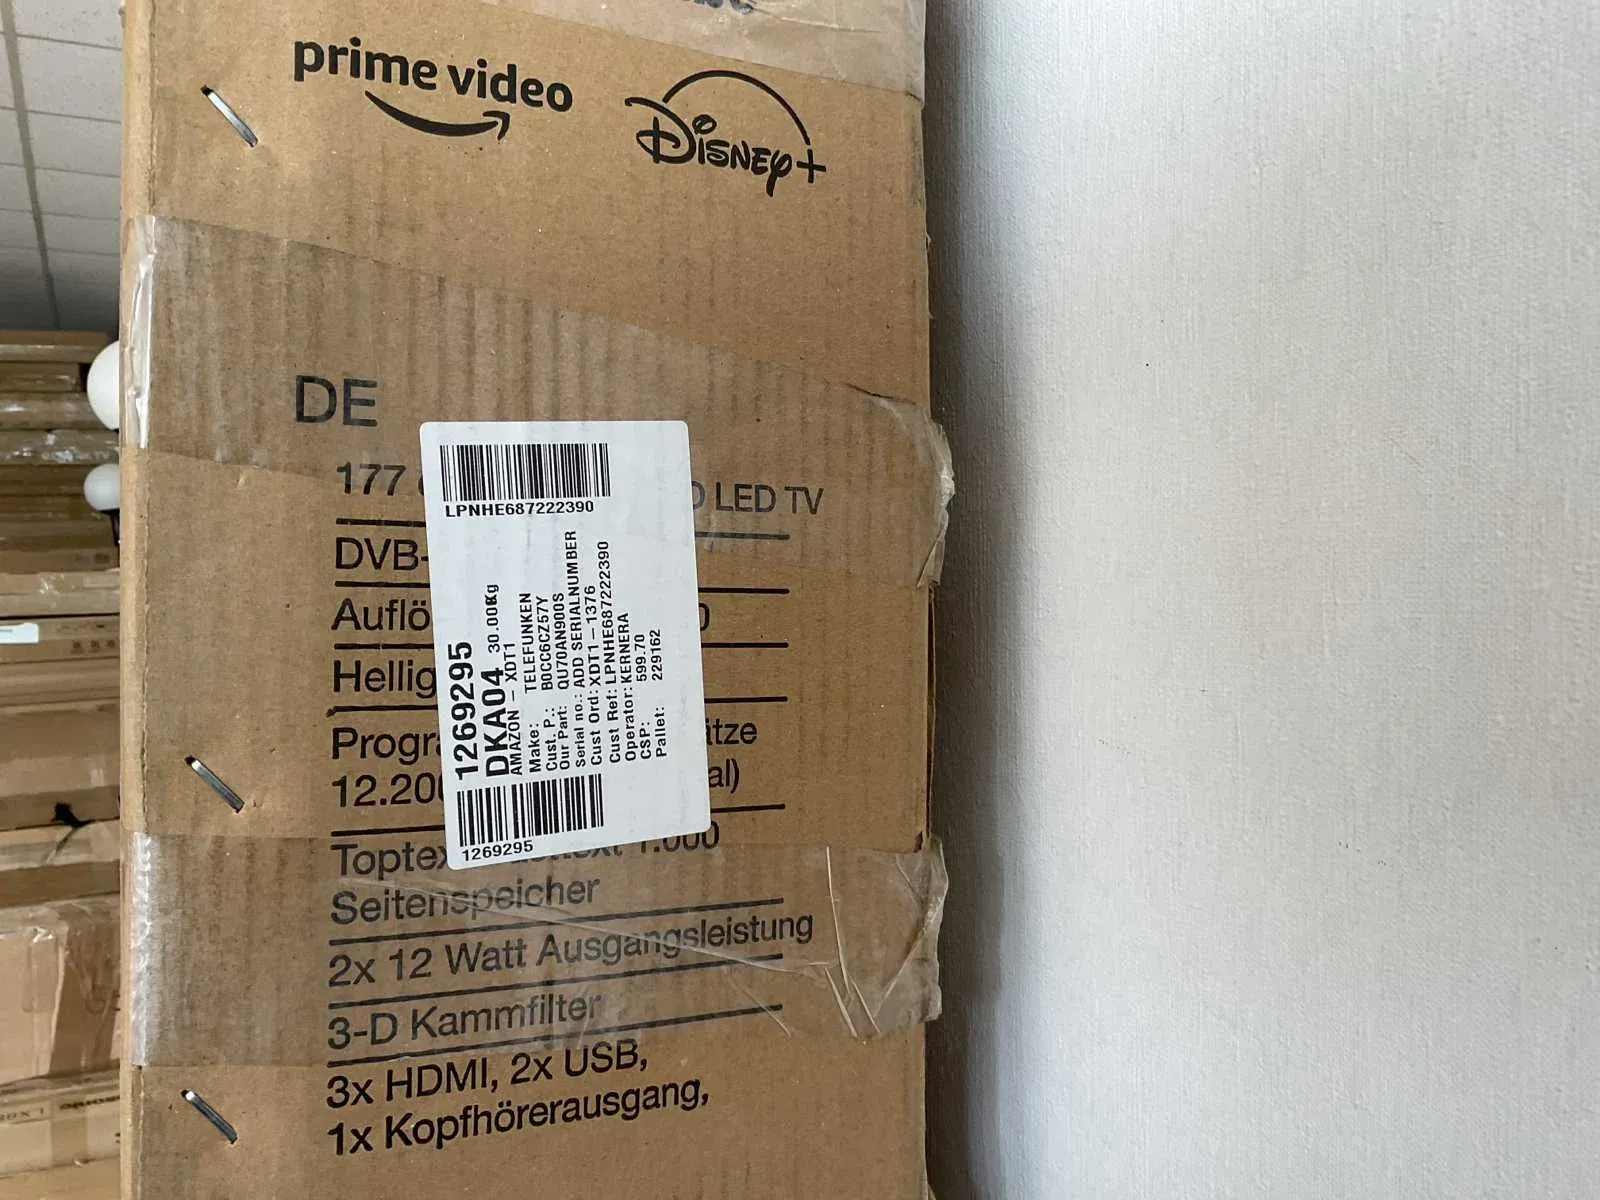 prime video
Disney+
DE
177
LED TV
DVB-
Auflö
Hellig
Progr
ätze
12.200
al)
Toptex
1.000
Seitenspeicher
2x 12 Watt Ausgangsleistung
3-D Kammfilter
3x HDMI, 2x USB,
1x Kopfhörerausgang,
LPNHE687222390
1269295
DKA04 30.00Kg
AMAZON - XDT1
Make: TELEFUNKEN
Cust. P.: B0CC6CZ57Y
Our Part: QU70AN900S
Serial no.: ADD SERIALNUMBER
Cust Ord: XDT1-1376
Cust Ref: LPNHE687222390
Operator: KERNERA
CSP: 599.70
Pallet: 229162
1269295